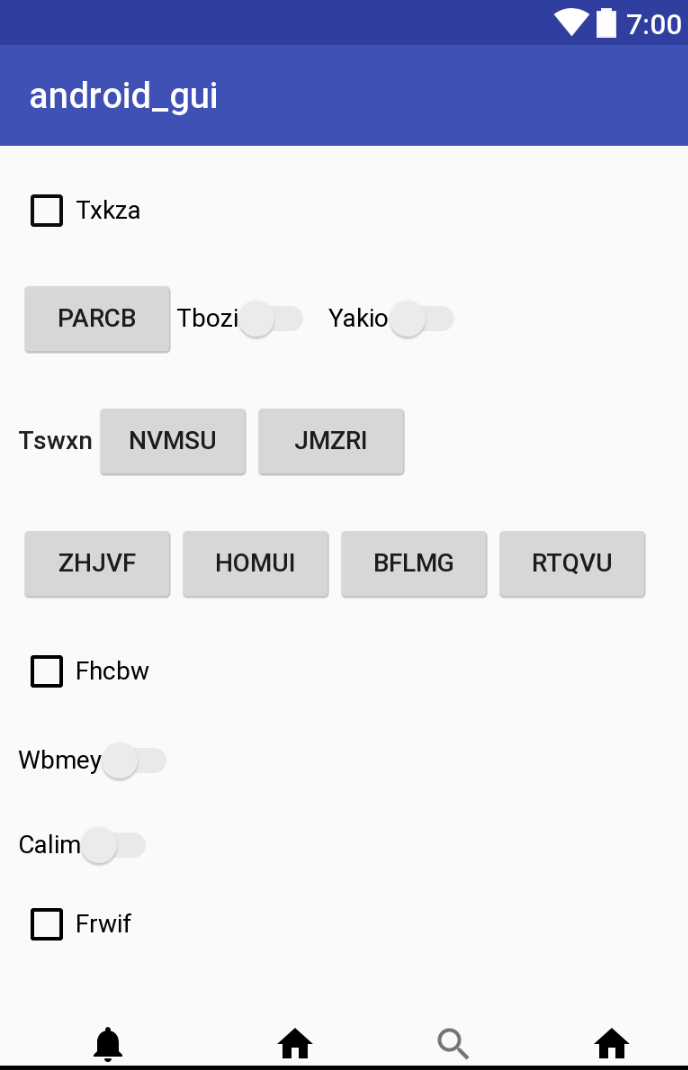 7:00
android_gui
Txkza
PARCB Tbozi Yakio
Tswxn NVMSU JMZRI
ZHJVF HOMUI BFLMG RTQVU
Fhcbw
Wbmey
Calim
Frwif